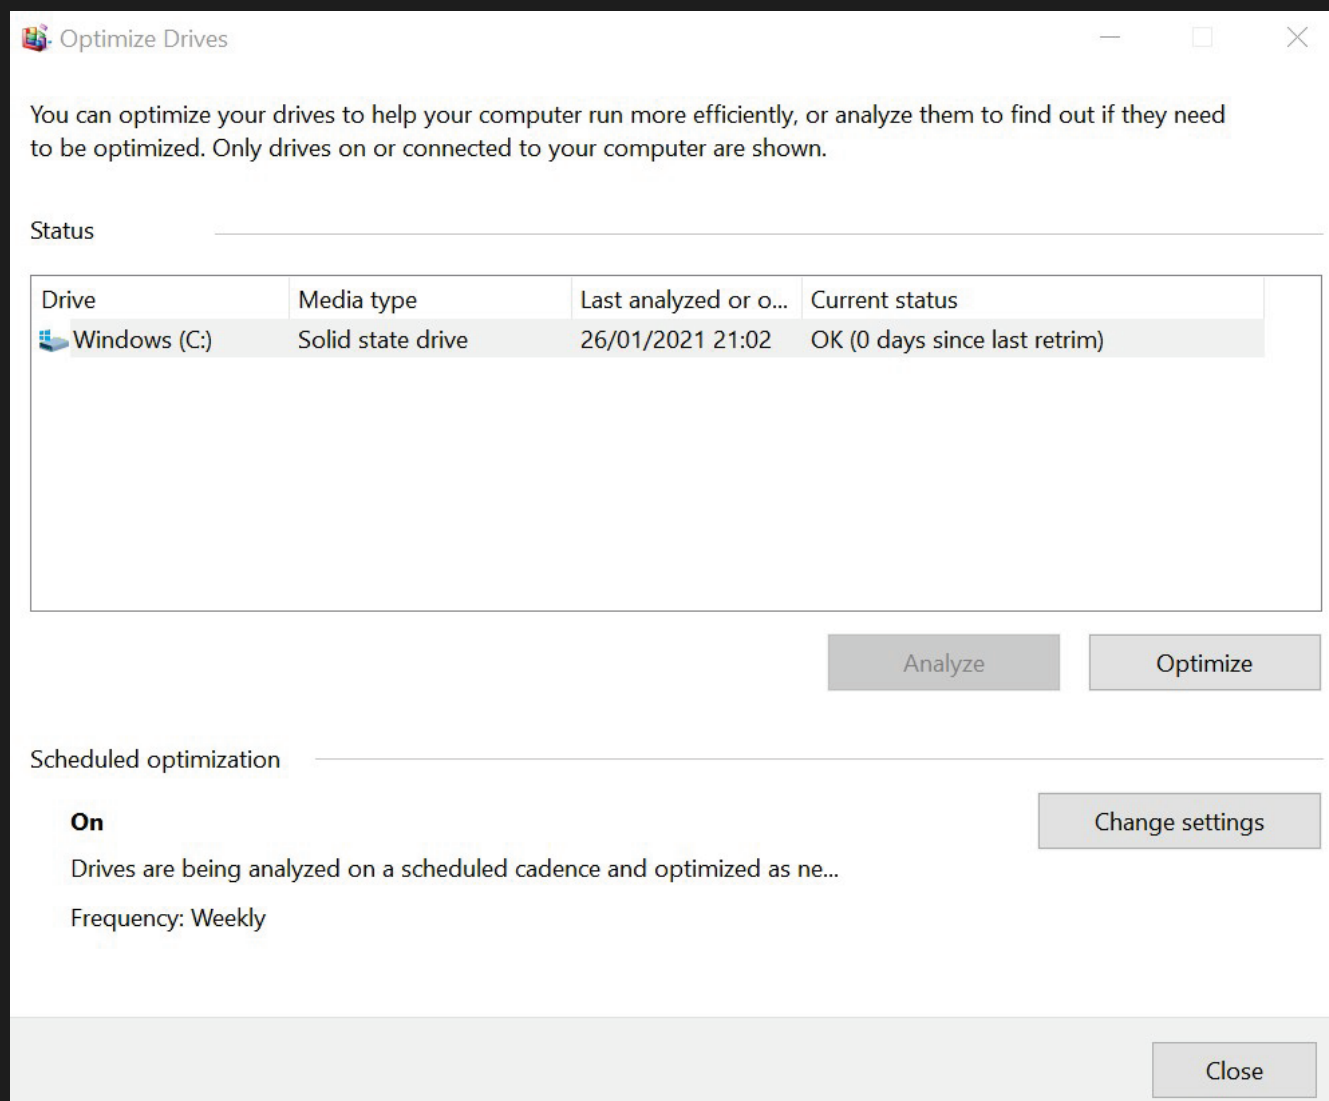 Optimize Drives
You can optimize your drives to help your computer run more efficiently, or analyze them to find out if they need
to be optimized. Only drives on or connected to your computer are shown.
Status
Drive Media type Last analyzed or o... Current status
Windows (C:) Solid state drive 26/01/2021 21:02 OK (0 days since last retrim)
Analyze Optimize
Scheduled optimization
On
Change settings
Drives are being analyzed on a scheduled cadence and optimized as ne...
Frequency: Weekly
Close